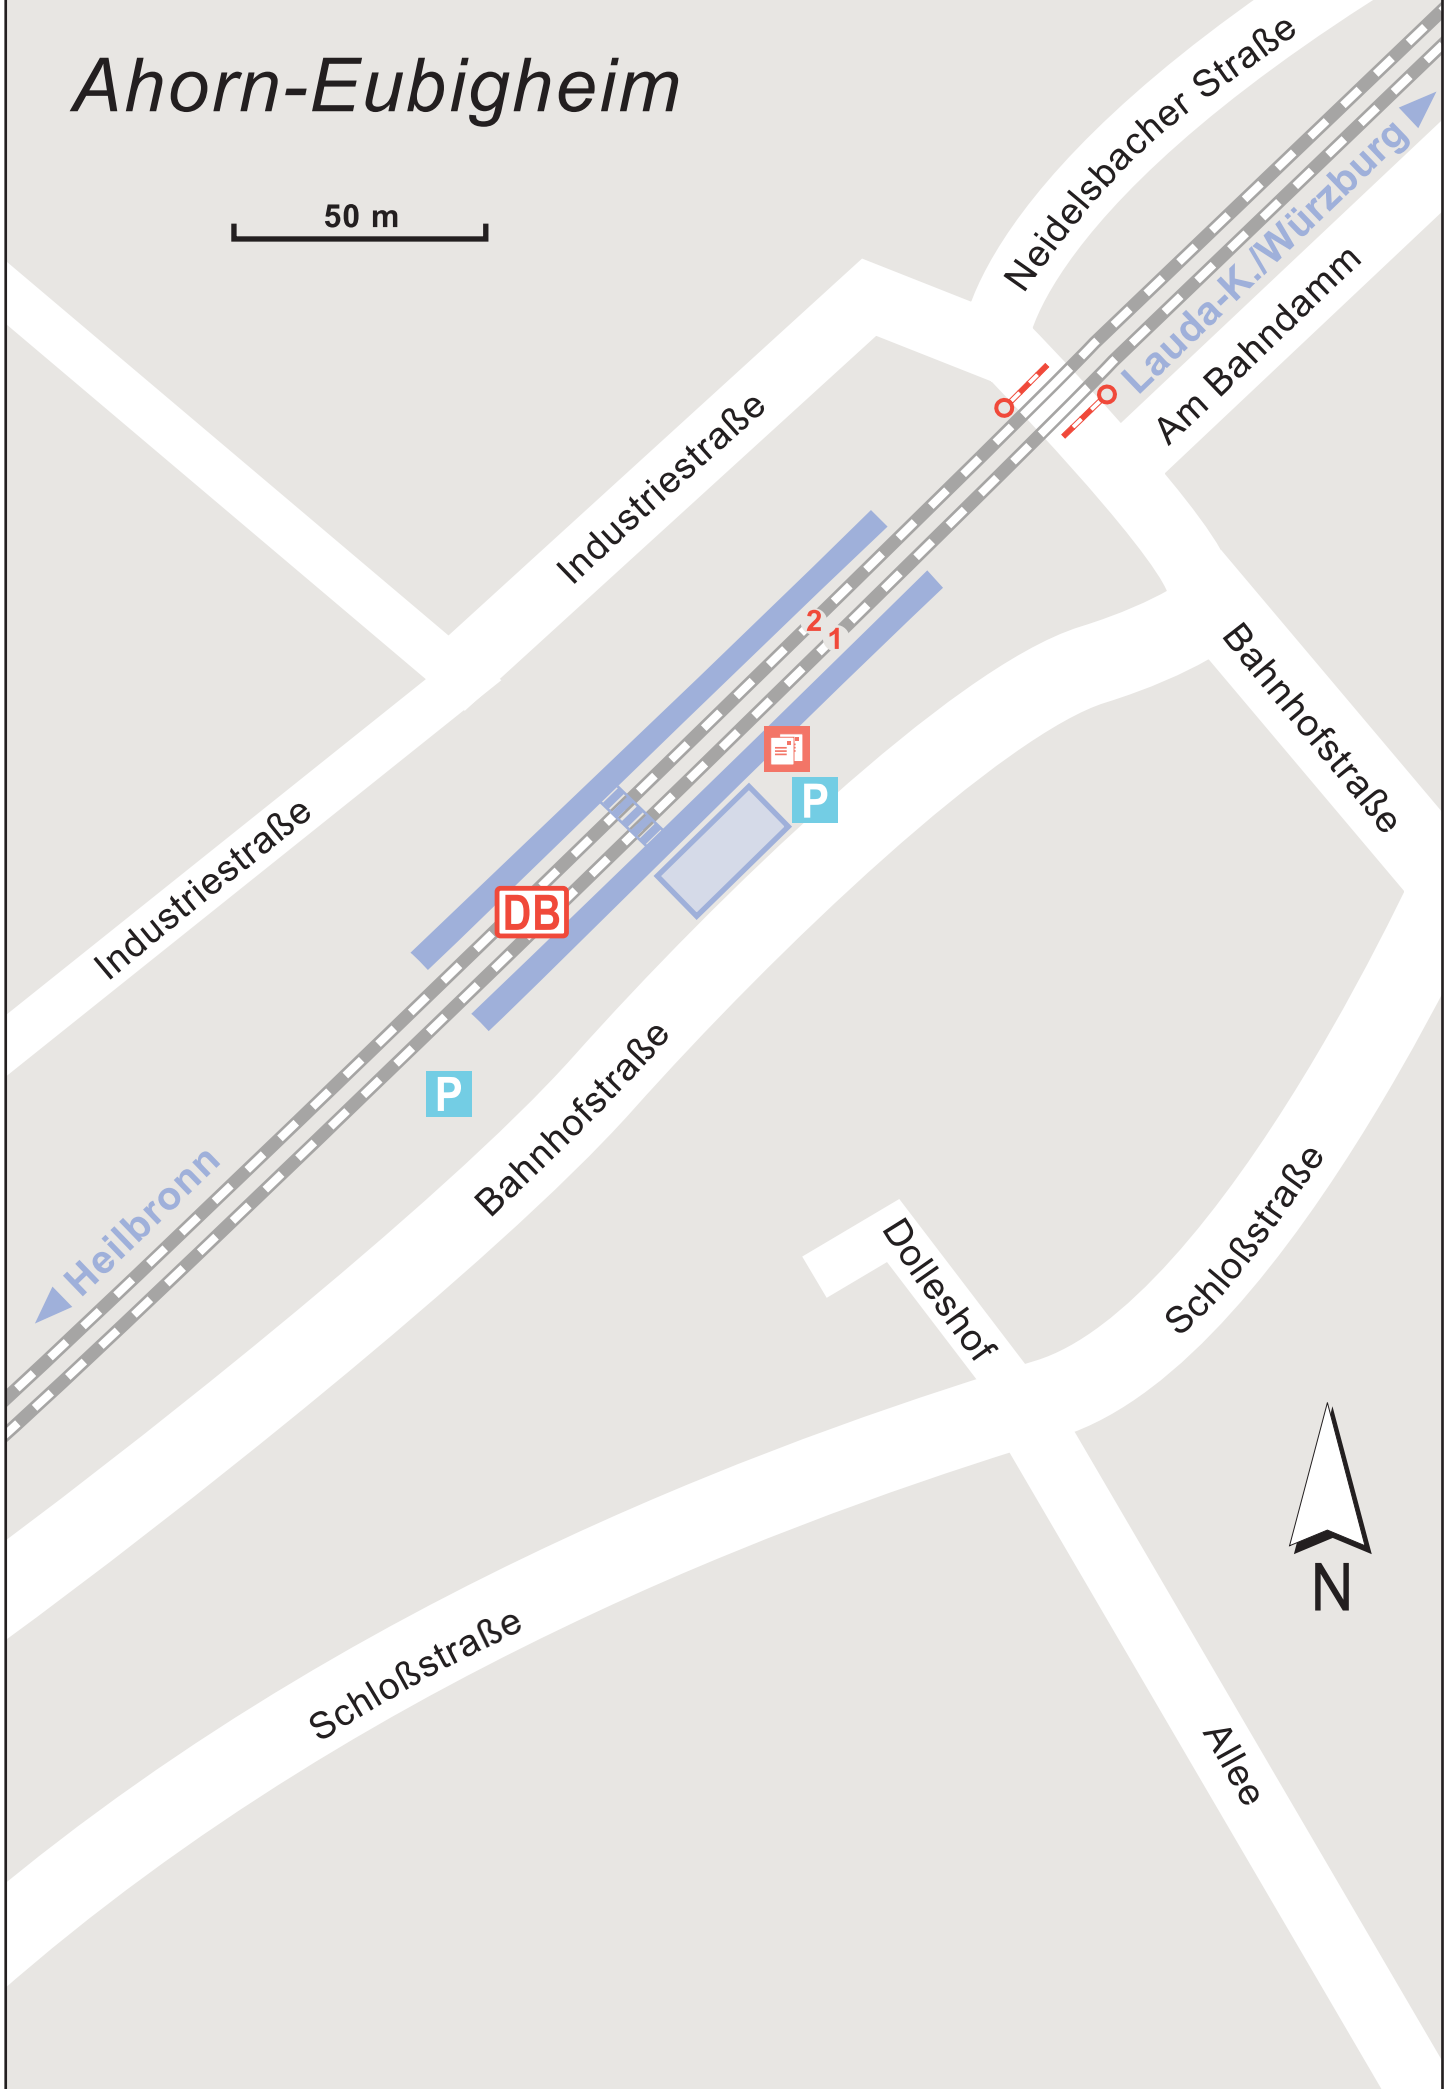 Ahorn-Eubigheim
50 m
Neidelsbacher Straße
Lauda-K./Würzburg
Am Bahndamm
Industriestraße
2
1
Bahnhofstraße
P
Industriestraße
DB
Bahnhofstraße
P
Heilbronn
Dolleshof
Schloßstraße
N
Schloßstraße
Allee